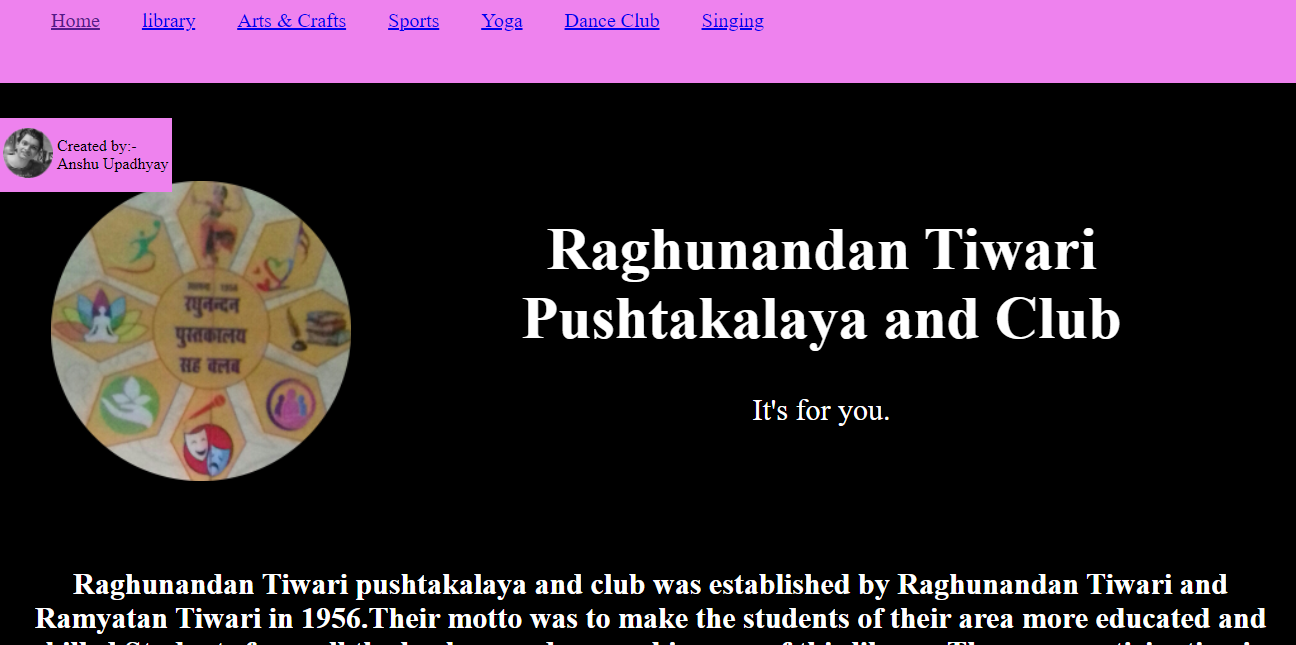 Home library Arts & Crafts Sports Yoga Dance Club Singing
Created by:-
Anshu Upadhyay
1956
रघुनन्दन
पुस्तकालय
सह क्लब
Raghunandan Tiwari
Pushtakalaya and Club
It's for you.
Raghunandan Tiwari pushtakalaya and club was established by Raghunandan Tiwari and
Ramyatan Tiwari in 1956.Their motto was to make the students of their area more educated and